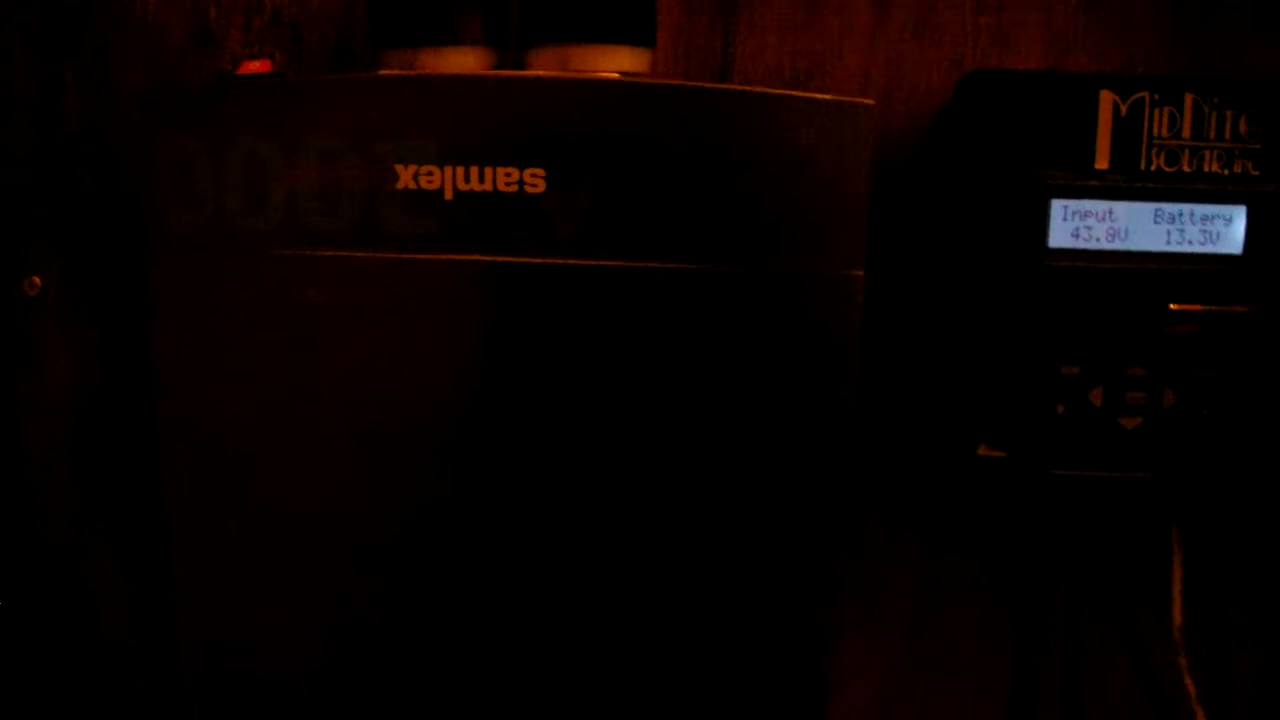 samlex
MIDNITE
SOLAR, INC
Input Battery
43.8V 13.3V